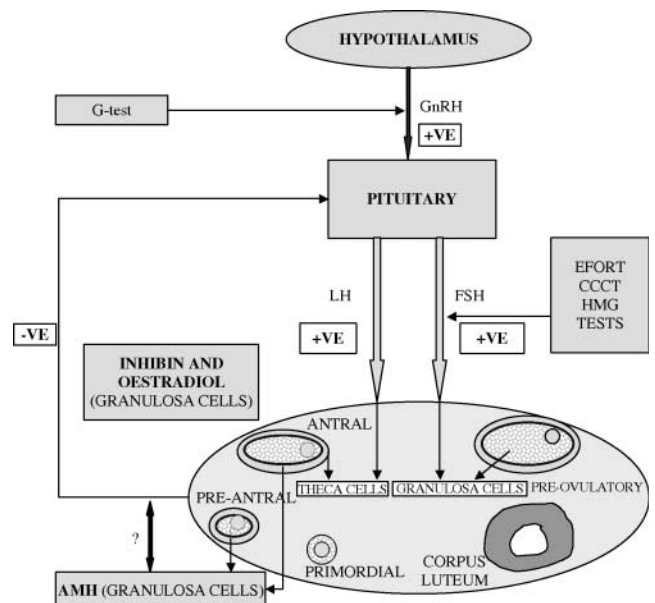 HYPOTHALAMUS
G-test
GnRH
+VE
PITUITARY
EFORT
CCCT
HMG
TESTS
LH
FSH
+VE
+VE
-VE
INHIBIN AND
OESTRADIOL
(GRANULOSA CELLS)
ANTRAL
THECA CELLS
GRANULOSA CELLS
PRE-OVULATORY
PRE-ANTRAL
?
PRIMORDIAL
CORPUS
LUTEUM
AMH (GRANULOSA CELLS)